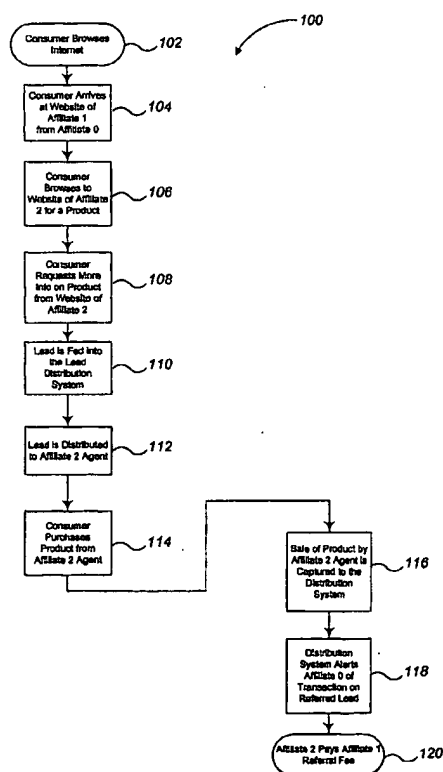 Consumer Browses
Internet
102
100
Consumer Arrives
at Website of
Affiliate 1
from Affiliate 0
104
Consumer
Browses to
Website of Affiliate
2 for a Product
106
Consumer
Requests More
Info on Product
from Website of
Affiliate 2
108
Lead is Fed into
the Lead
Distribution
System
110
Lead is Distributed
to Affiliate 2 Agent
112
Consumer
Purchases
Product from
Affiliate 2 Agent
114
Sale of Product by
Affiliate 2 Agent is
Captured to the
Distribution
System
116
Distribution
System Alerts
Affiliate 0 of
Transaction on
Referred Lead
118
Affiliate 2 Pays Affiliate 1
Referral Fee
120